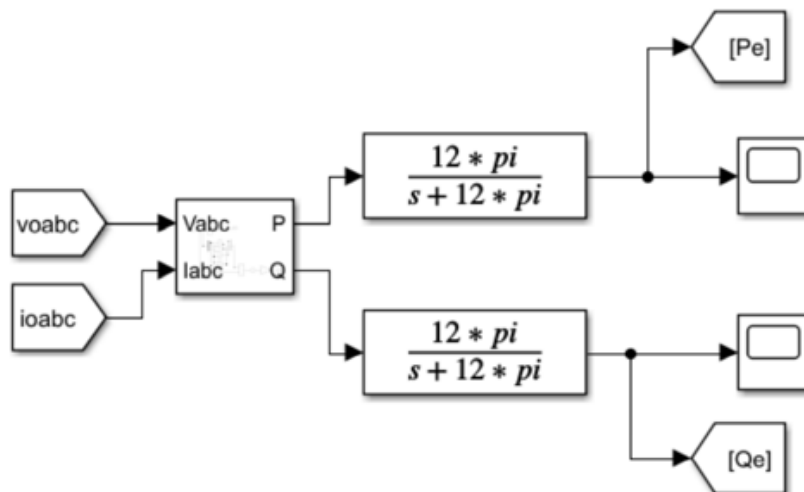 [Pe]
12 * pi
s + 12 * pi
voabc
Vabc
P
Iabc
Q
ioabc
12 * pi
s + 12 * pi
[Qe]